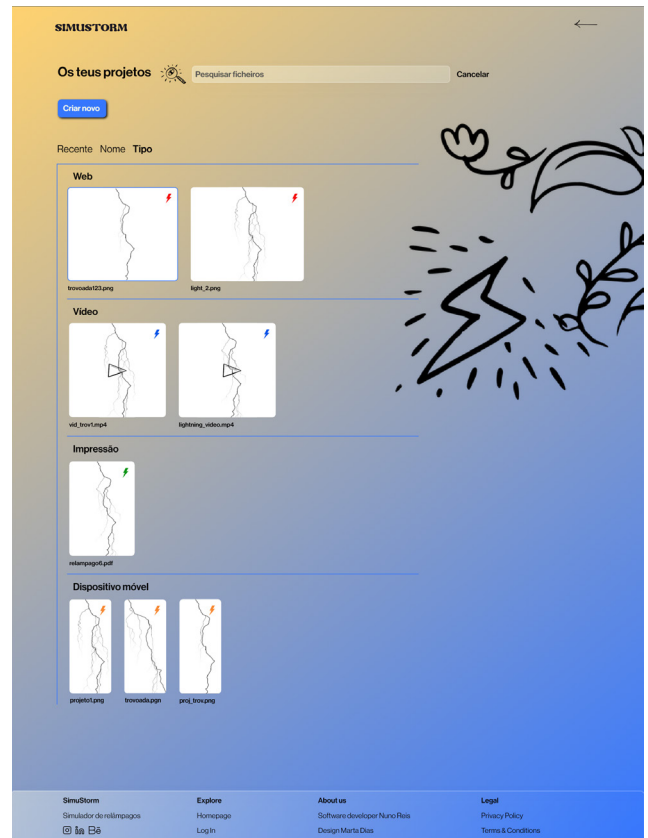 SIMUSTORM
Os teus projetos
Pesquisar ficheiros
Cancelar
Criar novo
Recente Nome Tipo
Web
trovoada123.png
light_2.png
Vídeo
vid_trov1.mp4
lightning_video.mp4
Impressão
relampago6.pdf
Dispositivo móvel
projeto1.png
trovoada.pgn
proj_trov.png
SimuStorm
Simulador de relâmpagos
Explore
Homepage
Log In
About us
Software developer Nuno Reis
Design Marta Dias
Legal
Privacy Policy
Terms & Conditions